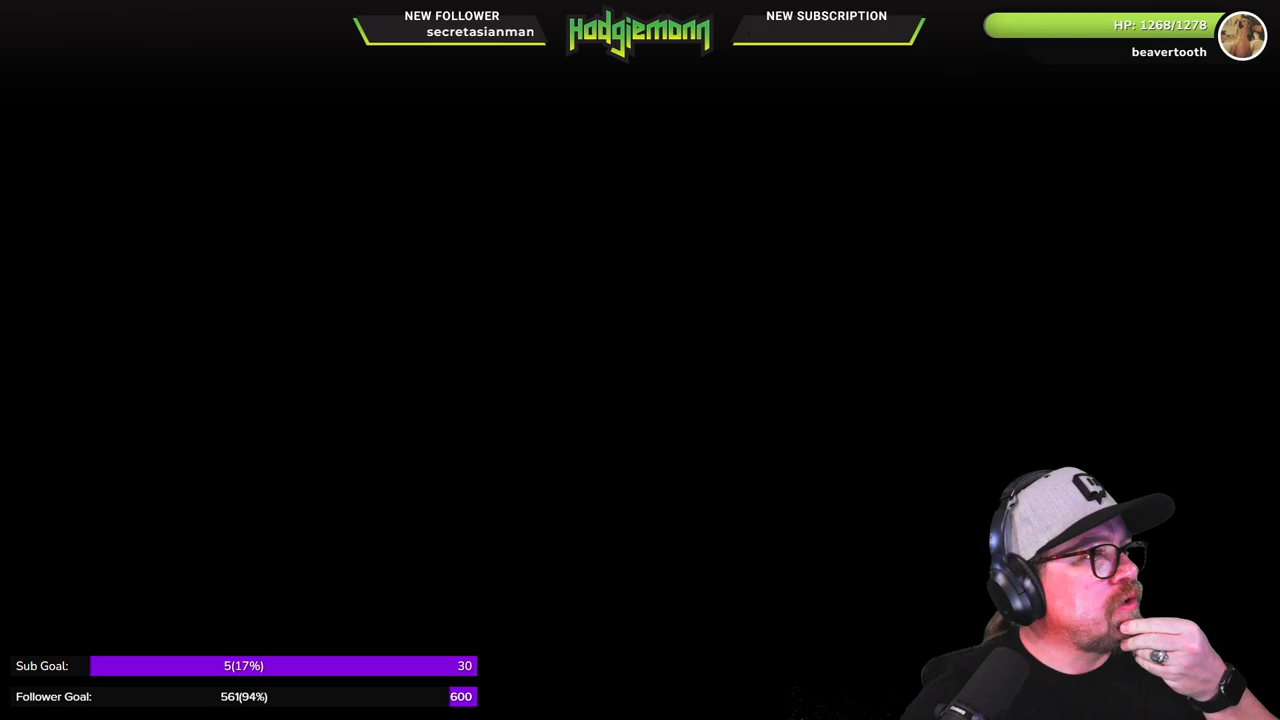 NEW FOLLOWER
secretasianman
Hodgiemonn
NEW SUBSCRIPTION
HP: 1268/1278
beavertooth
Sub Goal: 5(17%) 30
Follower Goal: 561(94%) 600